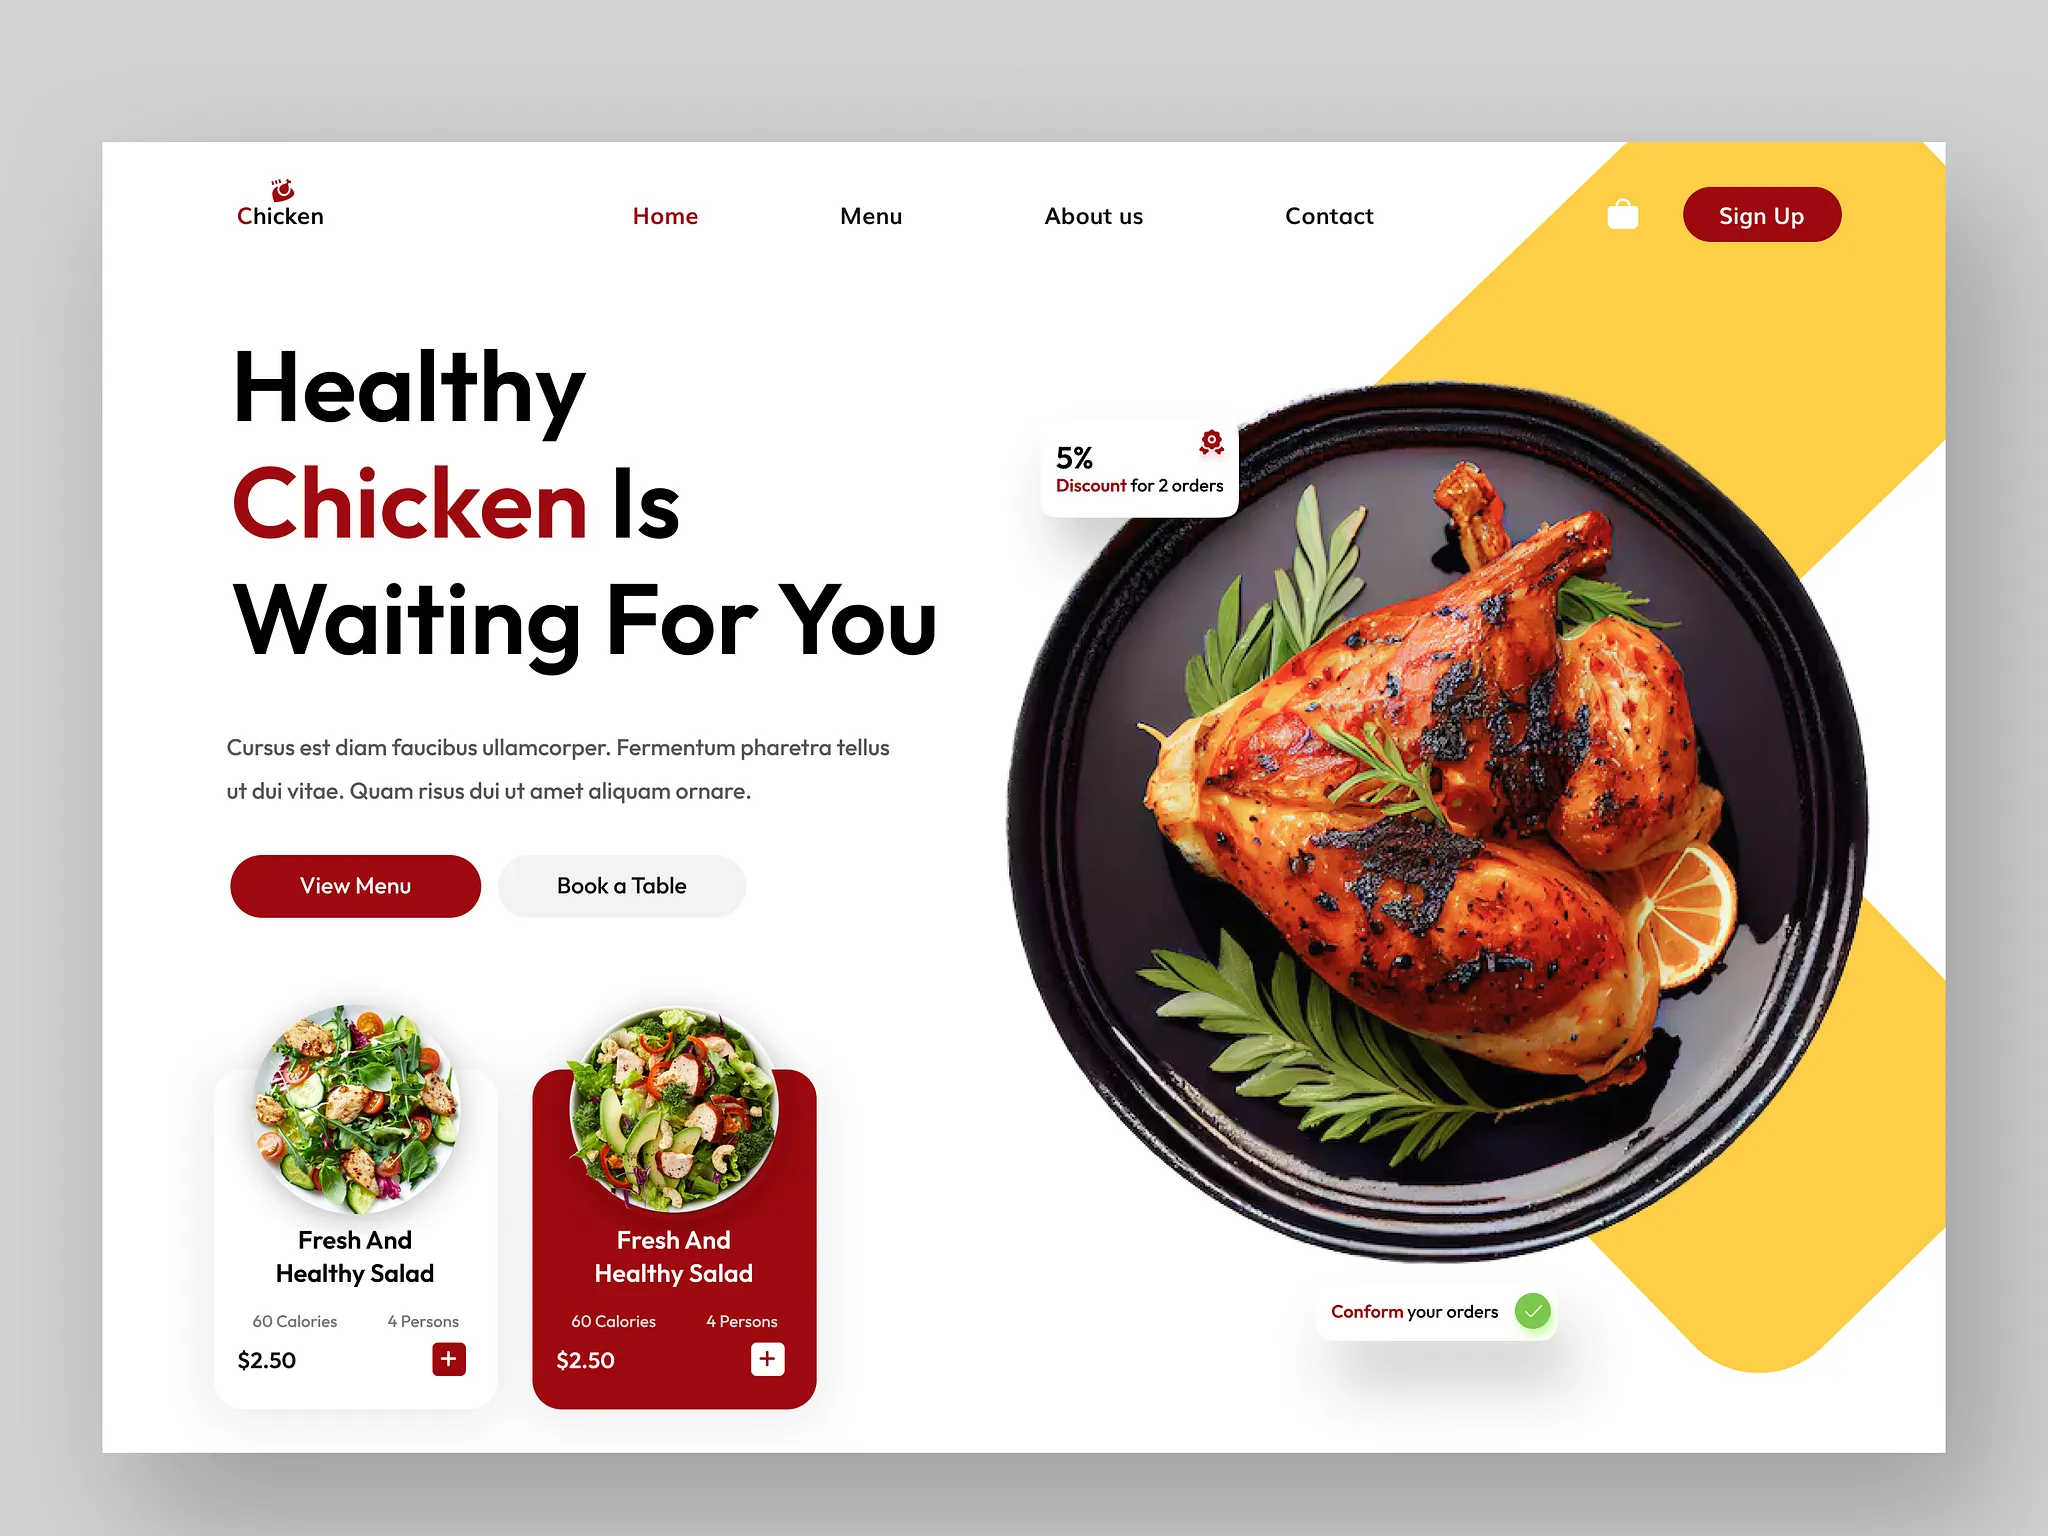 Chicken
Home
Menu
About us
Contact
Sign Up
Healthy
Chicken Is
Waiting For You
Cursus est diam faucibus ullamcorper. Fermentum pharetra tellus
ut dui vitae. Quam risus dui ut amet aliquam ornare.
View Menu
Book a Table
5%
Discount for 2 orders
Fresh And
Healthy Salad
60 Calories
4 Persons
$2.50
Fresh And
Healthy Salad
60 Calories
4 Persons
$2.50
Conform your orders